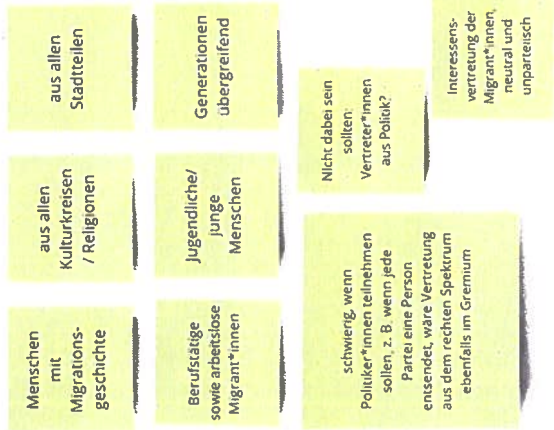 Menschen
mit
Migrations-
geschichte
aus allen
Kulturkreisen
/ Religionen
aus allen
Stadtteilen
Berufstätige
sowie arbeitslose
Migrant*innen
Jugendliche/
junge
Menschen
Generationen
übergreifend
schwierig, wenn
Politiker*innen teilnehmen
sollen, z. B. wenn jede
Partei eine Person
entsendet, wäre Vertretung
aus dem rechten Spektrum
ebenfalls im Gremium
Nicht dabei sein
sollten:
Vertreter*innen
aus Politik?
Interessens-
vertretung der
Migrant*innen,
neutral und
unparteiisch